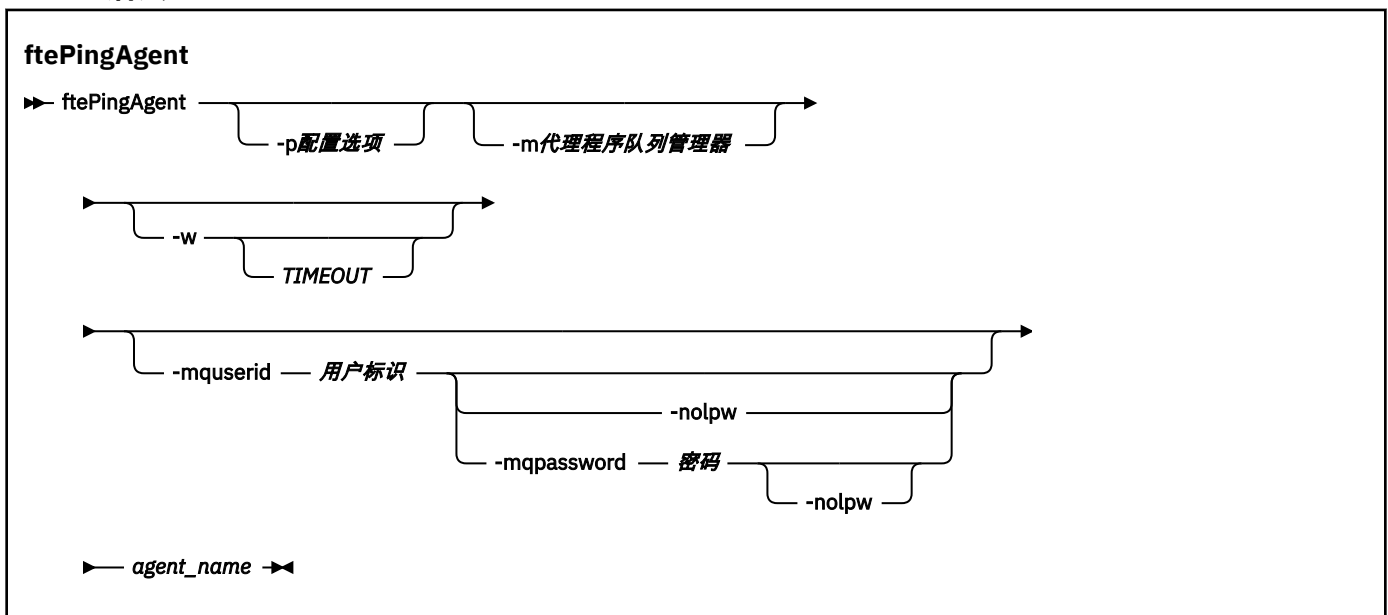 ftePingAgent
ftePingAgent
-p配置选项
-m代理程序队列管理器
-w
TIMEOUT
-mquserid
用户标识
-nolpw
-mqpassword
密码
-nolpw
agent_name